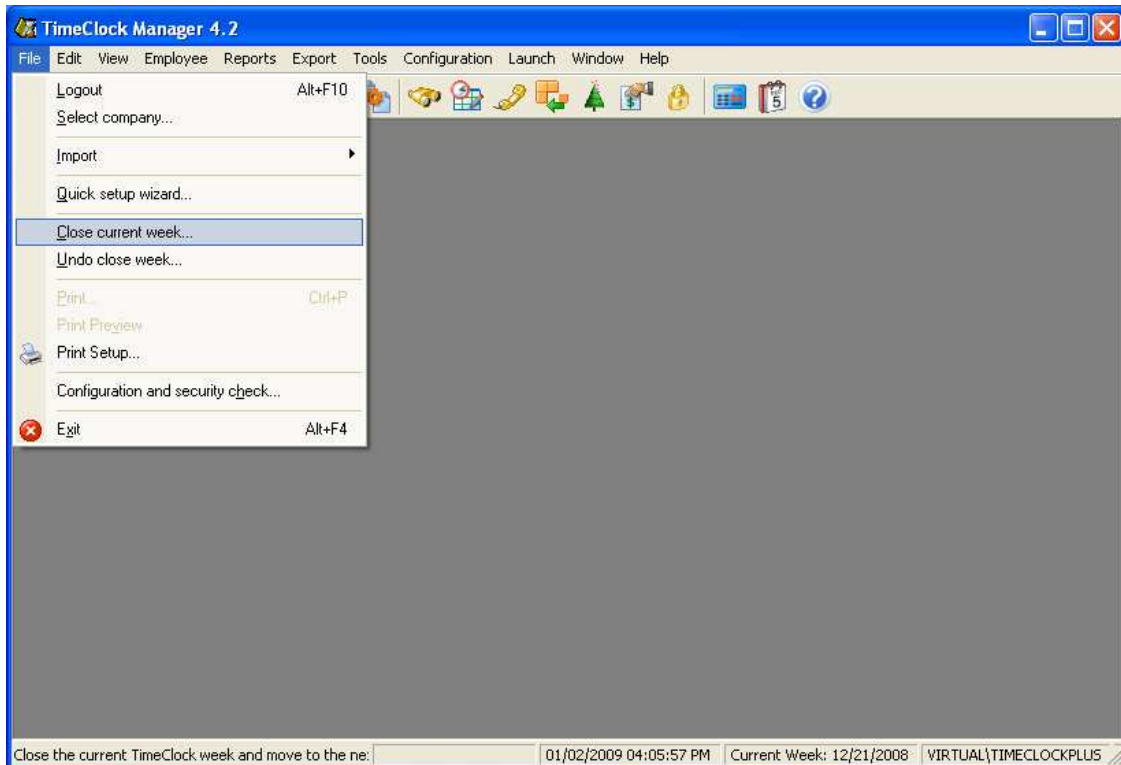 TimeClock Manager 4.2
File Edit View Employee Reports Export Tools Configuration Launch Window Help
Logout Alt+F10
Select company...
Import
Quick setup wizard...
Close current week...
Undo close week...
Print... Ctrl+P
Print Preview
Print Setup...
Configuration and security check...
Exit Alt+F4
5
Close the current TimeClock week and move to the ne: 01/02/2009 04:05:57 PM Current Week: 12/21/2008 VIRTUAL\TIMECLOCKPLUS